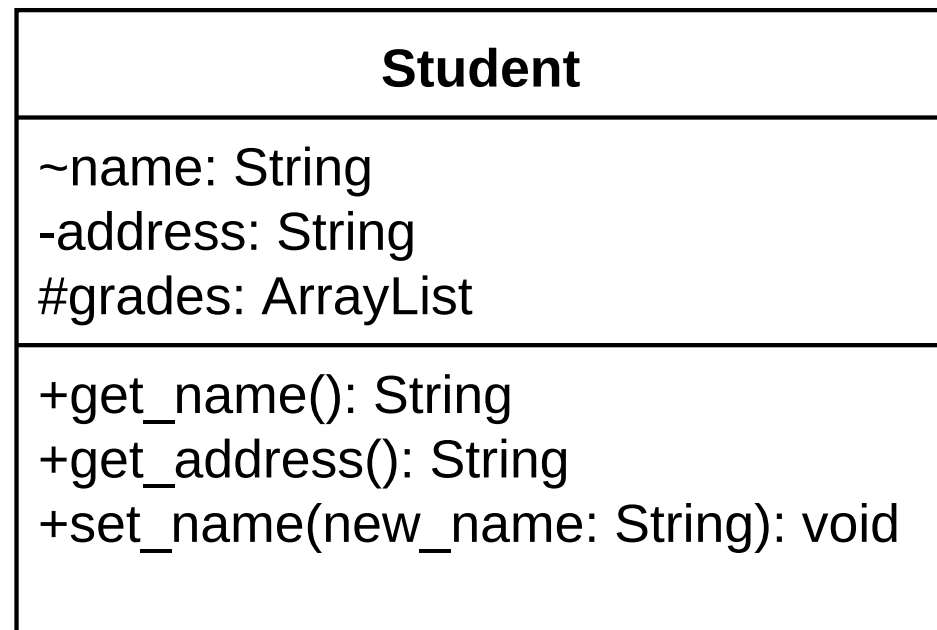 Student
~name: String
-address: String
#grades: ArrayList
+get_name(): String
+get_address(): String
+set_name(new_name: String): void